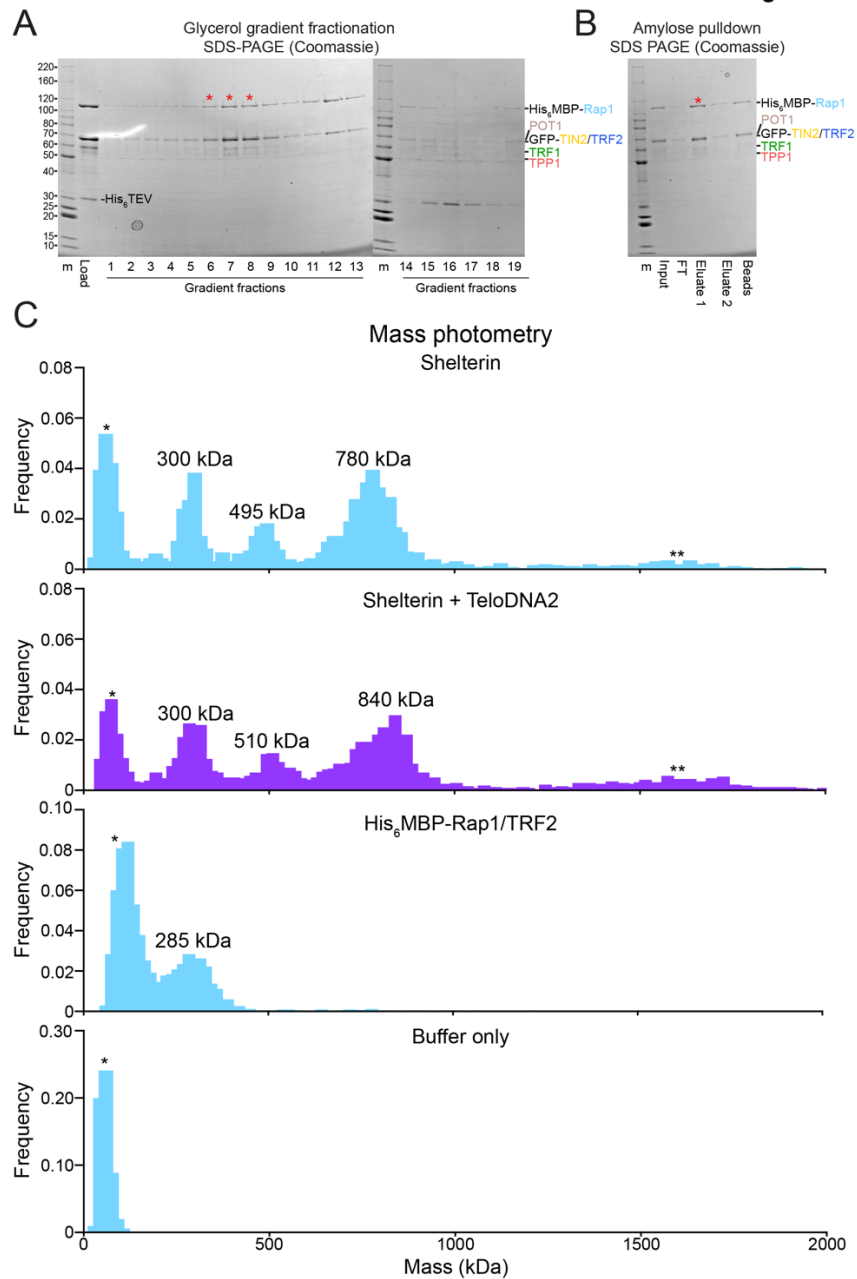 A
Glycerol gradient fractionation
SDS-PAGE (Coomassie)
220
160
120
100
80
70
60
50
40
30
25
20
15
10
*
*
*
-His6TEV
His6MBP-Rap1
POT1
GFP-TIN2/TRF2
TRF1
TPP1
m Load 1 2 3 4 5 6 7 8 9 10 11 12 13
Gradient fractions
m 14 15 16 17 18 19
Gradient fractions
B
Amylose pulldown
SDS PAGE (Coomassie)
*
His6MBP-Rap1
POT1
GFP-TIN2/TRF2
TRF1
TPP1
m Input FT Eluate 1 Eluate 2 Beads
C
Mass photometry
Shelterin
Frequency
0.08
0.06
0.04
0.02
0
*
300 kDa
495 kDa
780 kDa
**
Shelterin + TeloDNA2
Frequency
0.08
0.06
0.04
0.02
0
*
300 kDa
510 kDa
840 kDa
**
His6MBP-Rap1/TRF2
Frequency
0.10
0.08
0.06
0.04
0.02
0
*
285 kDa
Buffer only
Frequency
0.30
0.20
0.10
0
*
0 500 1000 1500 2000
Mass (kDa)